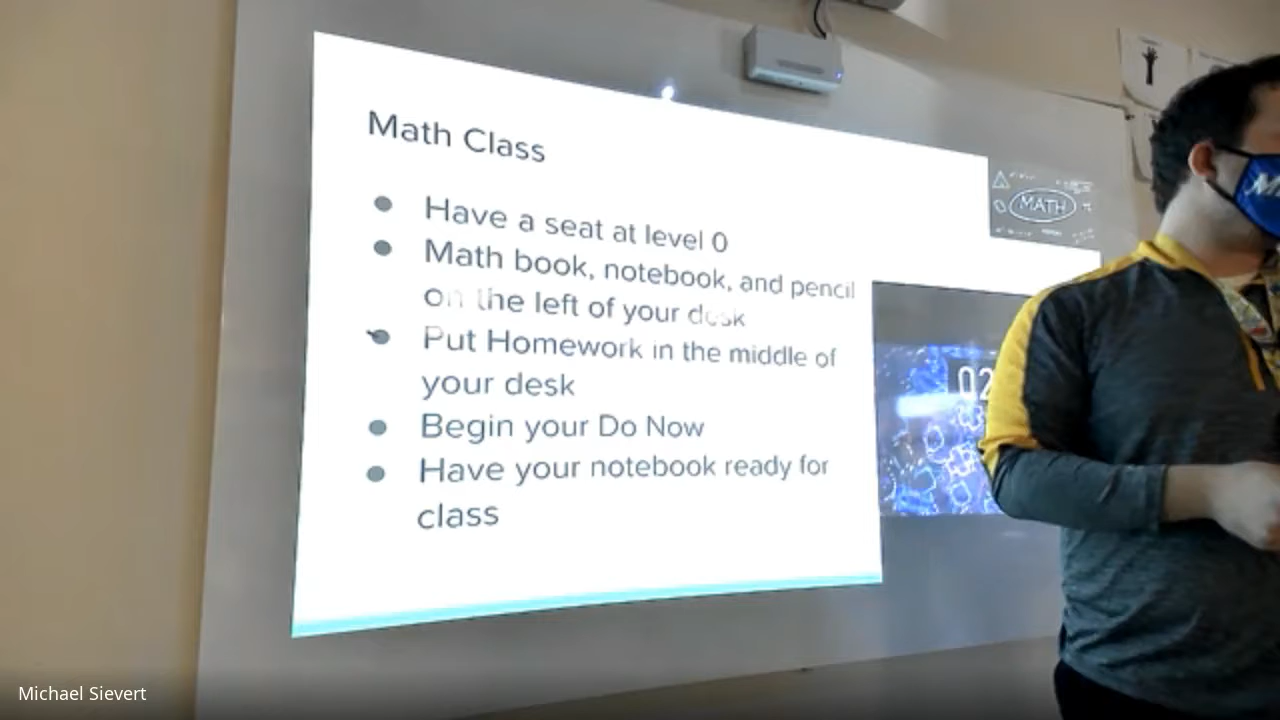 Math Class
Have a seat at level 0
Math book, notebook, and pencil
on the left of your desk
Put Homework in the middle of
your desk
Begin your Do Now
Have your notebook ready for
class
MATH
02
Michael Sievert